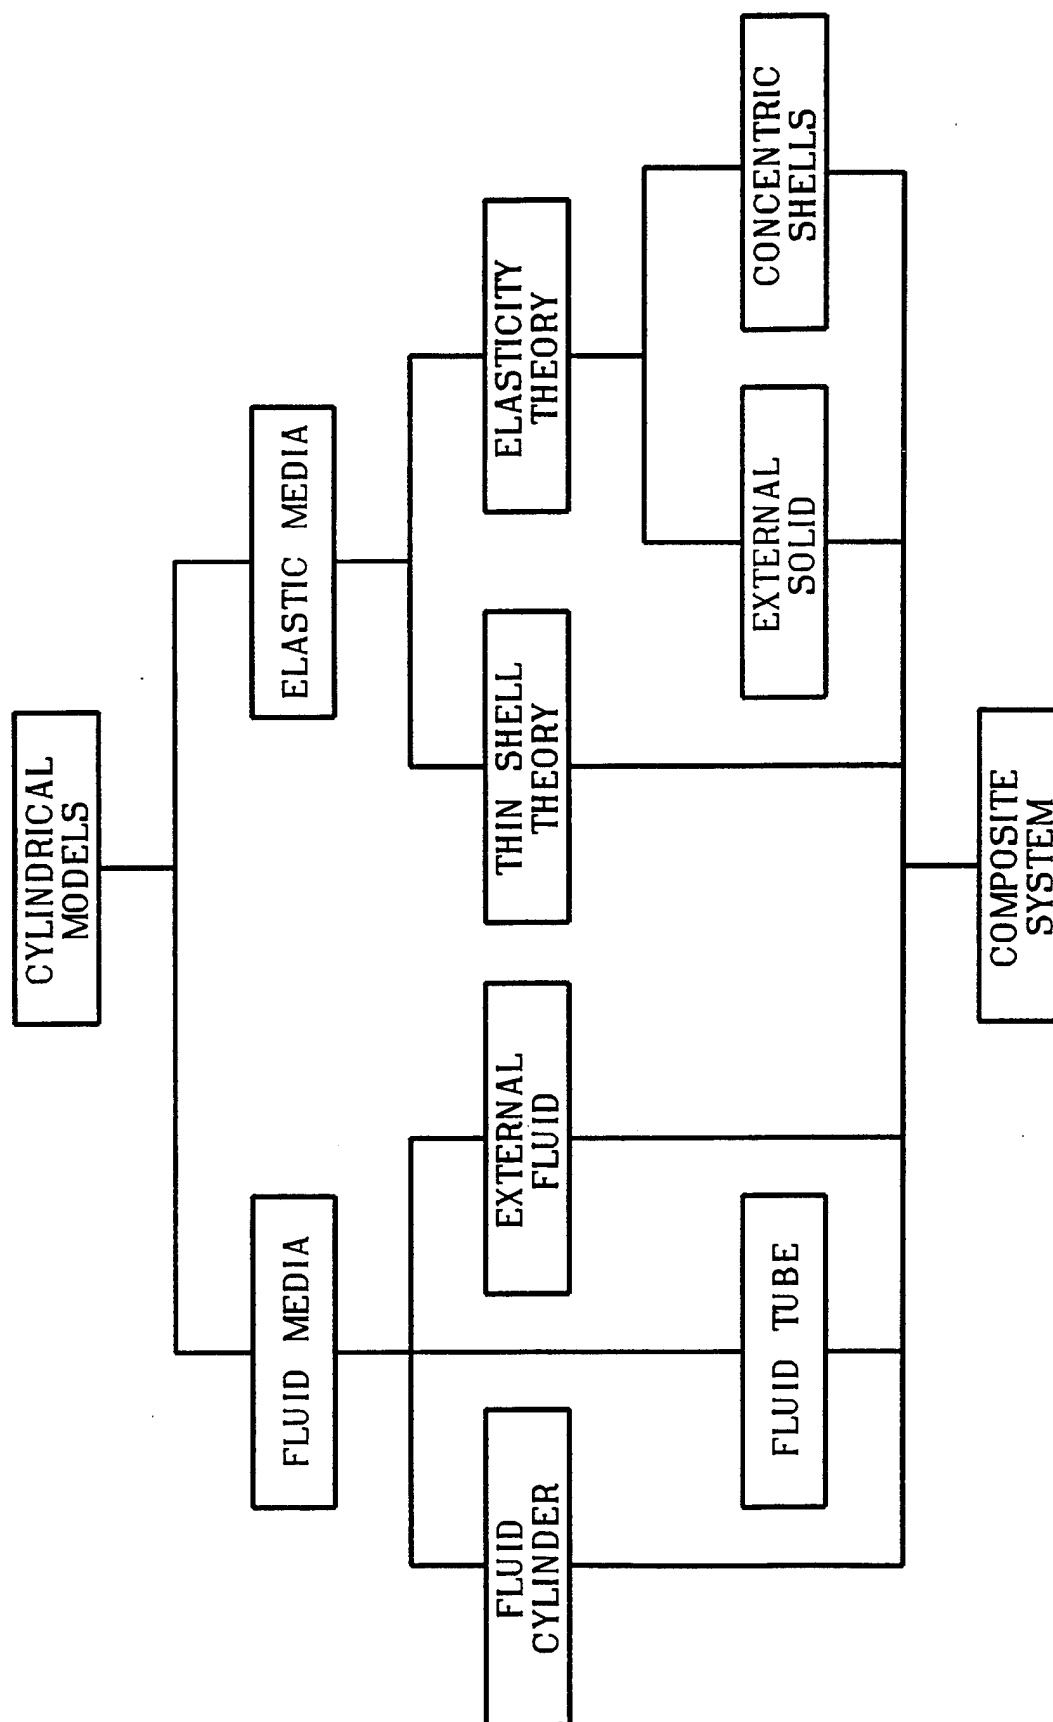 CYLINDRICAL
MODELS
FLUID MEDIA
ELASTIC MEDIA
FLUID
CYLINDER
EXTERNAL
FLUID
THIN SHELL
THEORY
ELASTICITY
THEORY
FLUID TUBE
EXTERNAL
SOLID
CONCENTRIC
SHELLS
COMPOSITE
SYSTEM